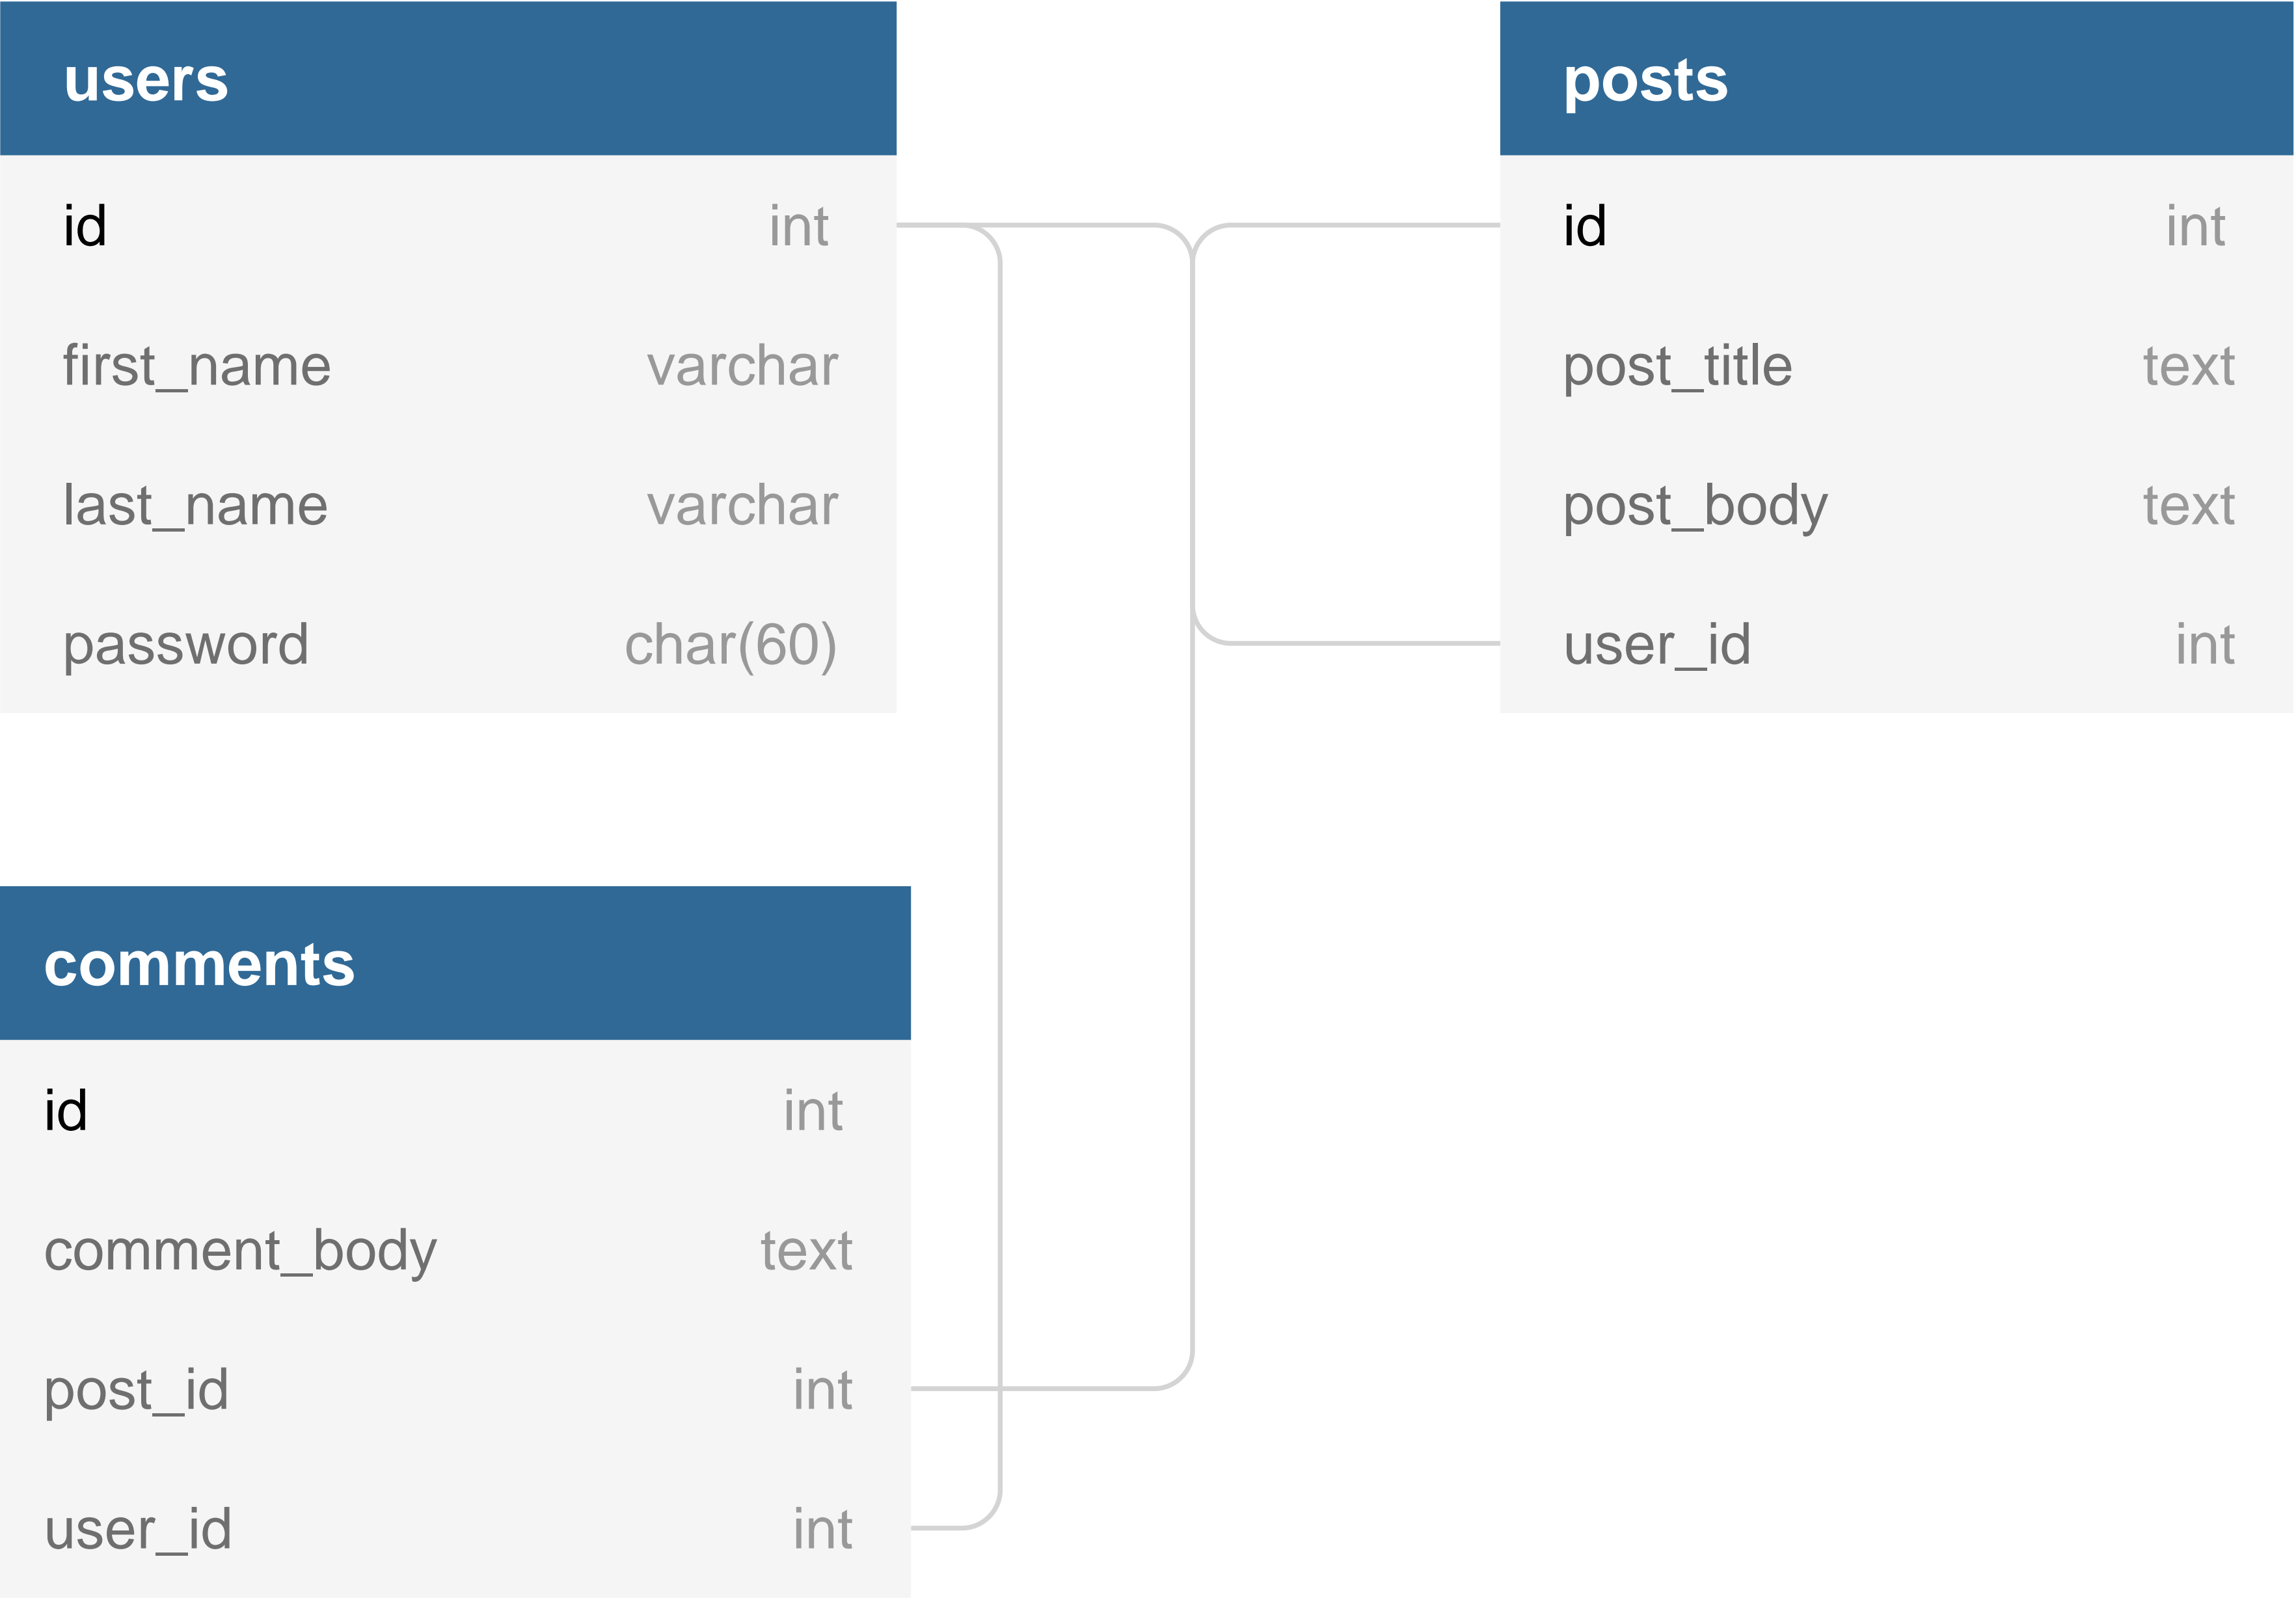 users
id int
first_name varchar
last_name varchar
password char(60)
posts
id int
post_title text
post_body text
user_id int
comments
id int
comment_body text
post_id int
user_id int